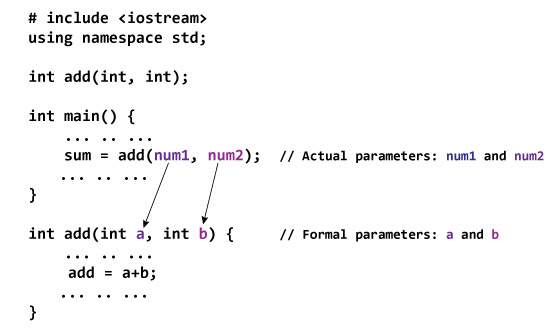 # include <iostream>
using namespace std;
int add(int, int);
int main() {
... .. ...
sum = add(num1, num2); // Actual parameters: num1 and num2
... .. ...
}
int add(int a, int b) { // Formal parameters: a and b
... .. ...
add = a+b;
... .. ...
}